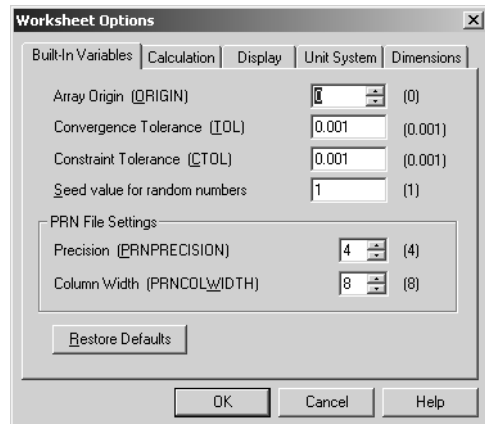 Worksheet Options
Built-In Variables Calculation Display Unit System Dimensions
Array Origin (ORIGIN) 0 (0)
Convergence Tolerance (TOL) 0.001 (0.001)
Constraint Tolerance (CTOL) 0.001 (0.001)
Seed value for random numbers 1 (1)
PRN File Settings
Precision (PRNPRECISION) 4 (4)
Column Width (PRNCOLWIDTH) 8 (8)
Restore Defaults
OK Cancel Help